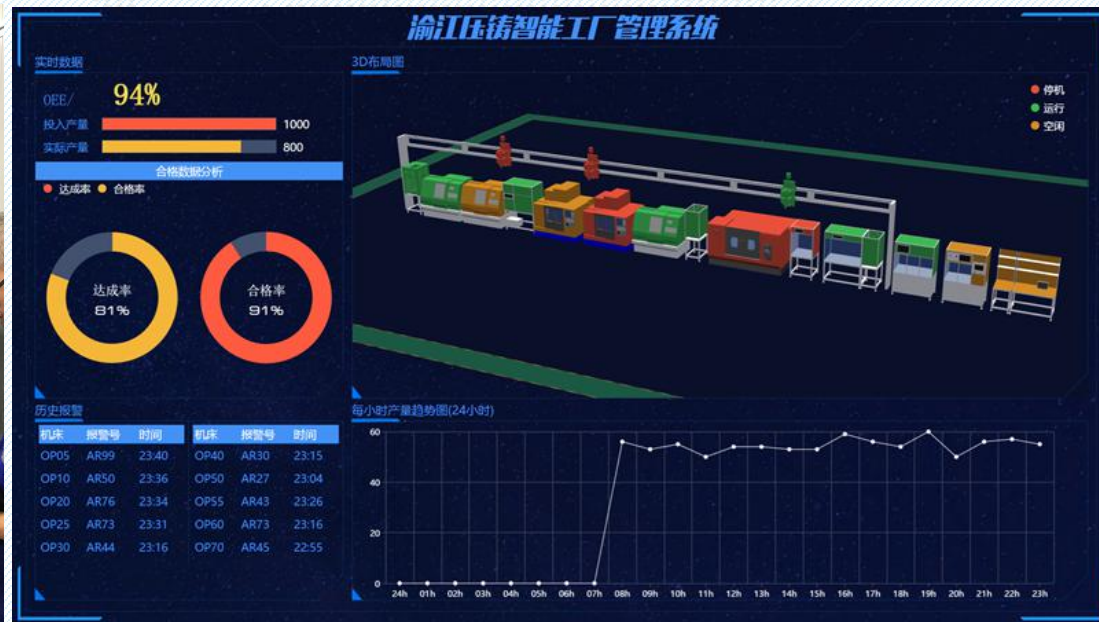 渝江压铸智能工厂管理系统
实时数据
OEE/ 94%
投入产量 1000
实际产量 800
合格数据分析
达成率 合格率
达成率
81%
合格率
91%
3D布局图
停机
运行
空闲
历史报警
机床 报警号 时间 机床 报警号 时间
OP05 AR99 23:40 OP40 AR30 23:15
OP10 AR50 23:36 OP50 AR27 23:04
OP20 AR76 23:34 OP55 AR43 23:26
OP25 AR73 23:31 OP60 AR73 23:16
OP30 AR44 23:16 OP70 AR45 22:55
每小时产量趋势图(24小时)
60
40
20
0
24h 01h 02h 03h 04h 05h 06h 07h 08h 09h 10h 11h 12h 13h 14h 15h 16h 17h 18h 19h 20h 21h 22h 23h